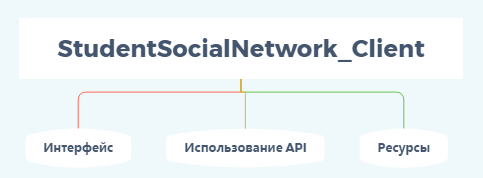 StudentSocialNetwork_Client
Интерфейс
Использование API
Ресурсы